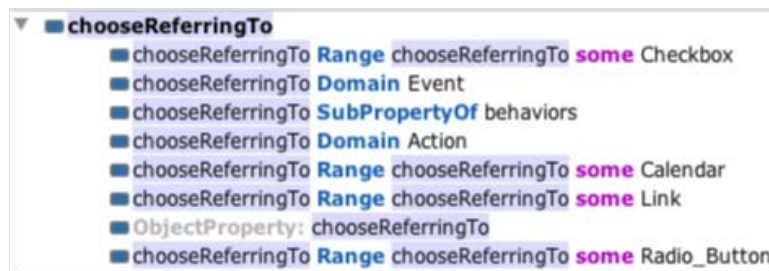 chooseReferringTo
chooseReferringTo Range chooseReferringTo some Checkbox
chooseReferringTo Domain Event
chooseReferringTo SubPropertyOf behaviors
chooseReferringTo Domain Action
chooseReferringTo Range chooseReferringTo some Calendar
chooseReferringTo Range chooseReferringTo some Link
ObjectProperty: chooseReferringTo
chooseReferringTo Range chooseReferringTo some Radio_Button